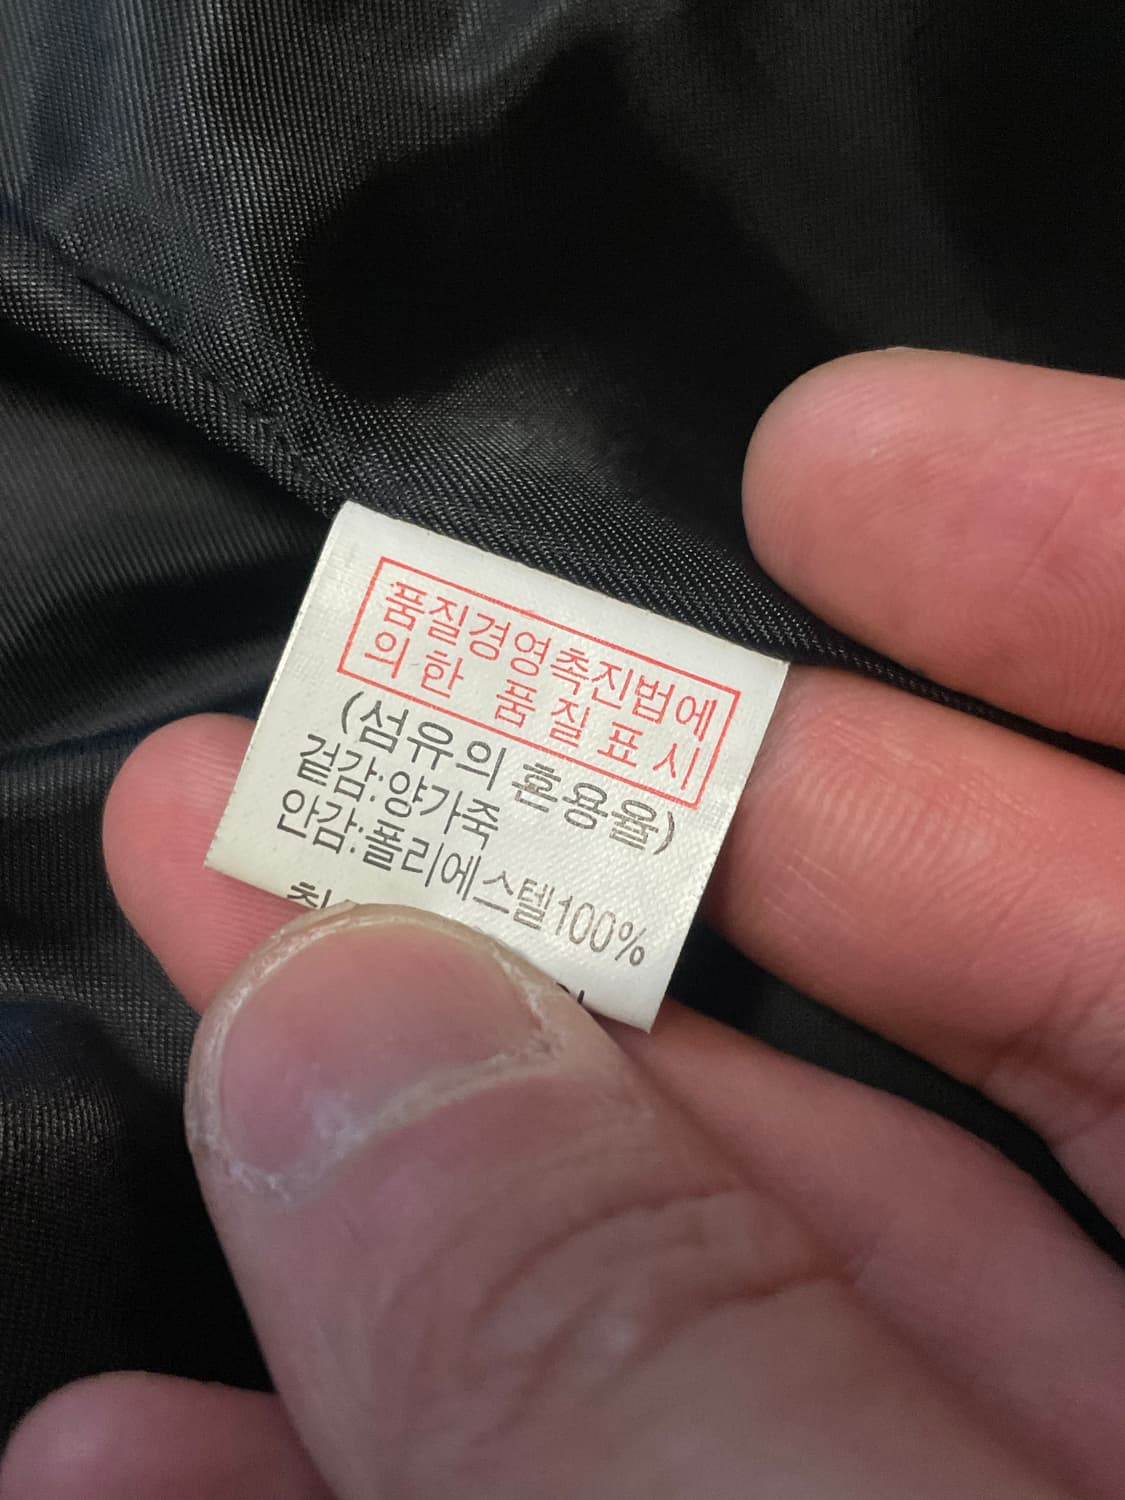 품질경영촉진법에
의한 품질표시
(섬유의 혼용율)
겉감:양가죽
안감:폴리에스텔100%